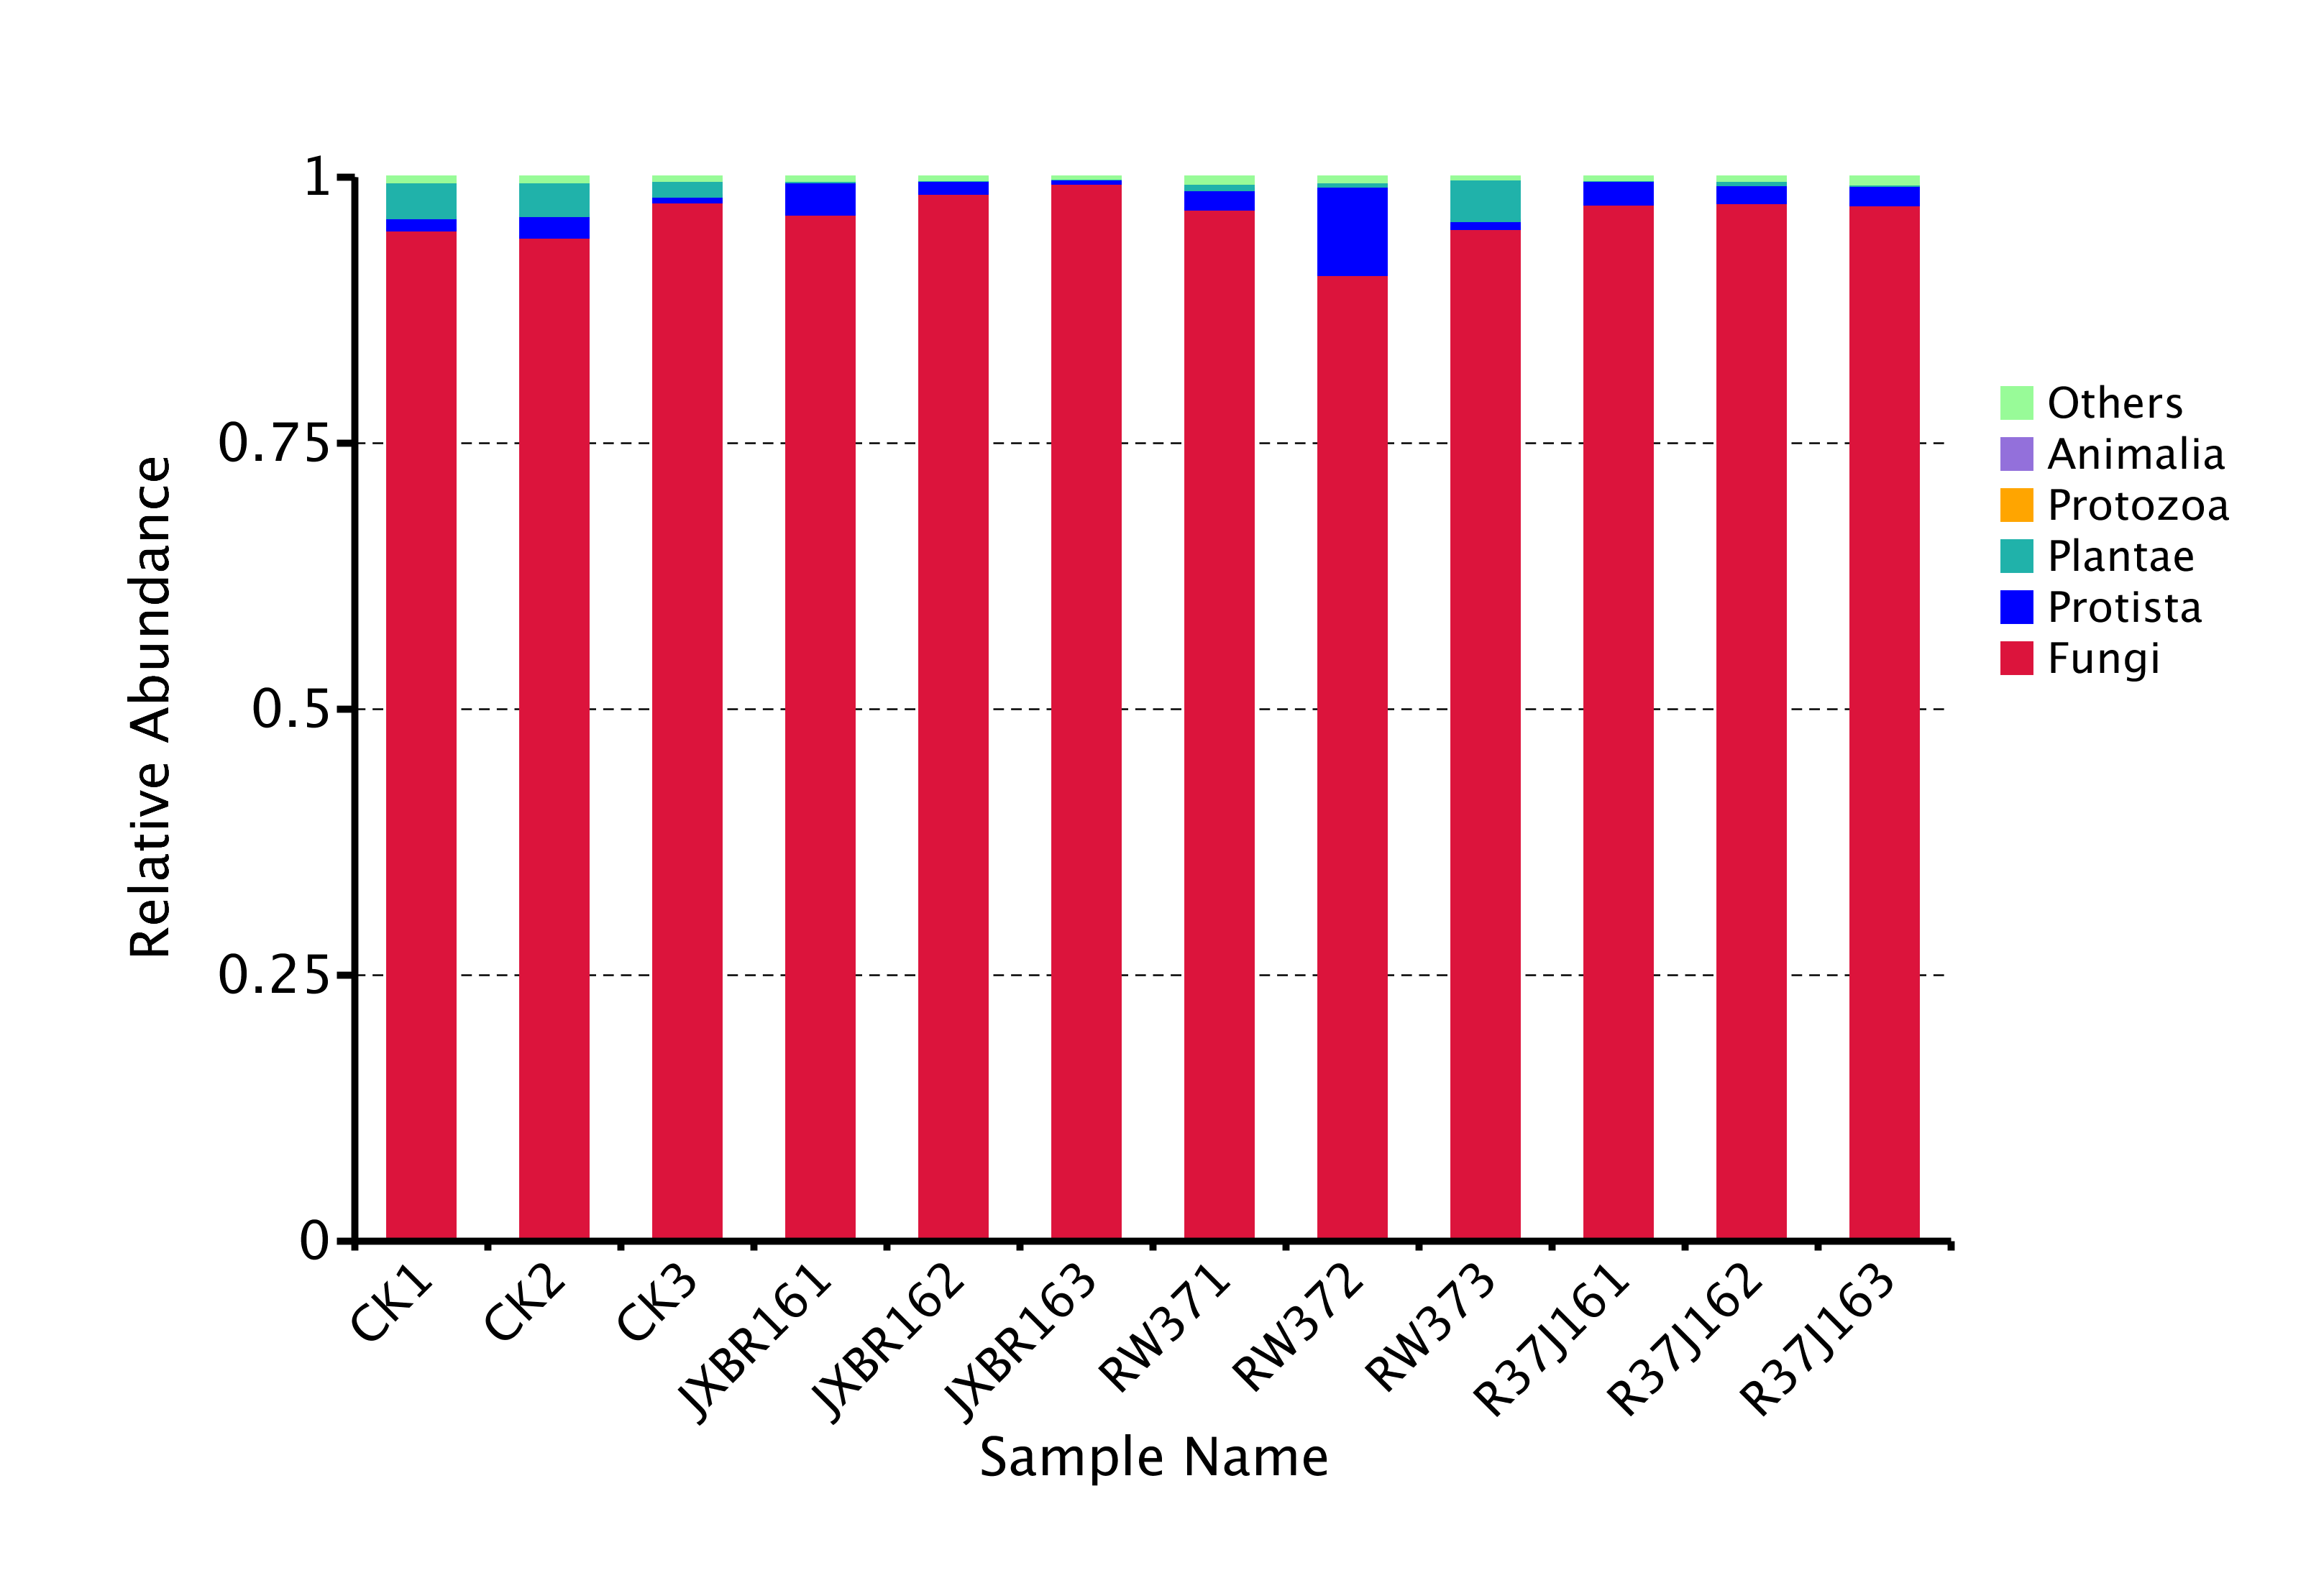 1
0.75
0.5
0.25
0
Relative Abundance
CK1
CK2
CK3
JXBR161
JXBR162
JXBR163
RW371
RW372
RW373
R37J161
R37J162
R37J163
Sample Name
Others
Animalia
Protozoa
Plantae
Protista
Fungi